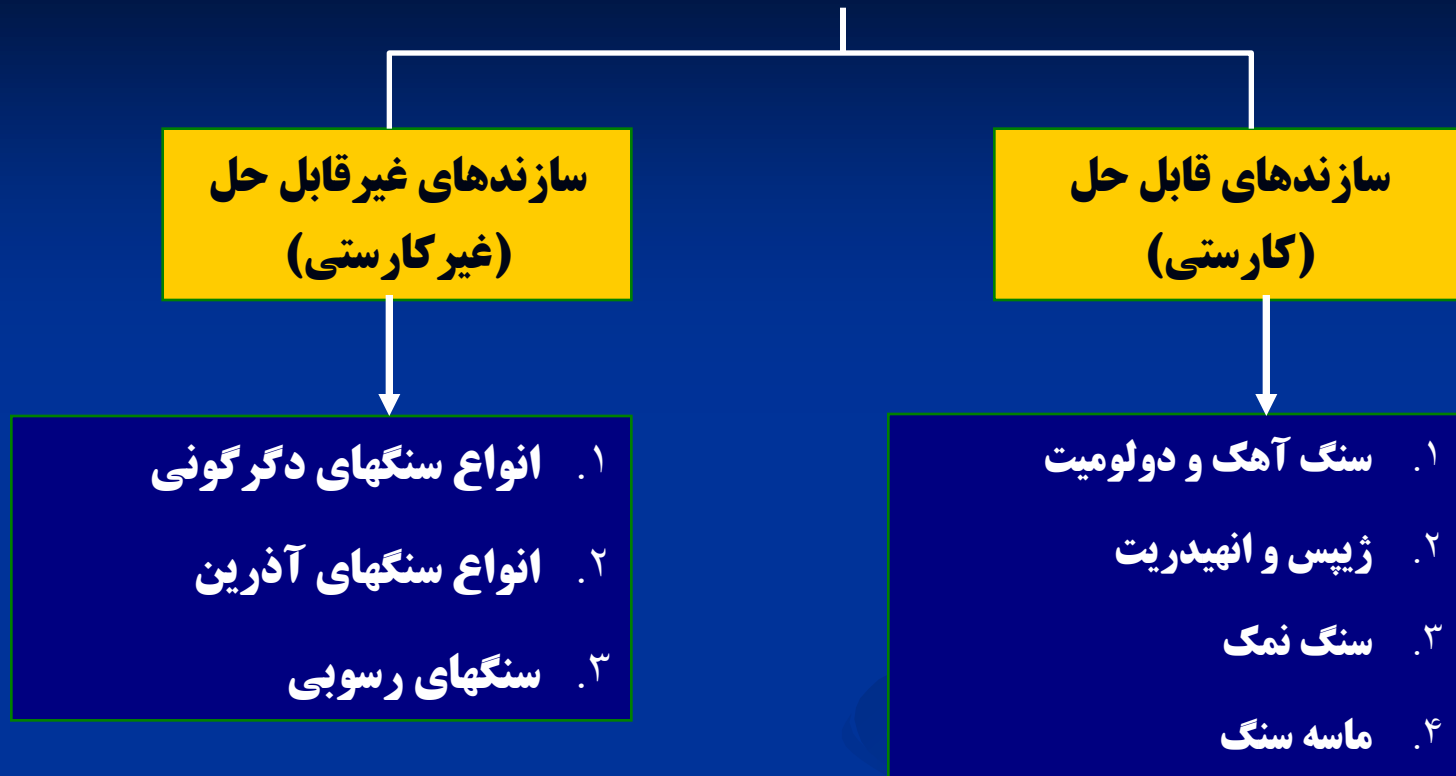 سازندهای قابل حل
(کارستی)
۱. سنگ آهک و دولومیت
۲. ژیپس و انهیدریت
۳. سنگ نمک
۴. ماسه سنگ
سازندهای غیرقابل حل
(غیرکارستی)
۱. انواع سنگهای دگرگونی
۲. انواع سنگهای آذرین
۳. سنگهای رسوبی